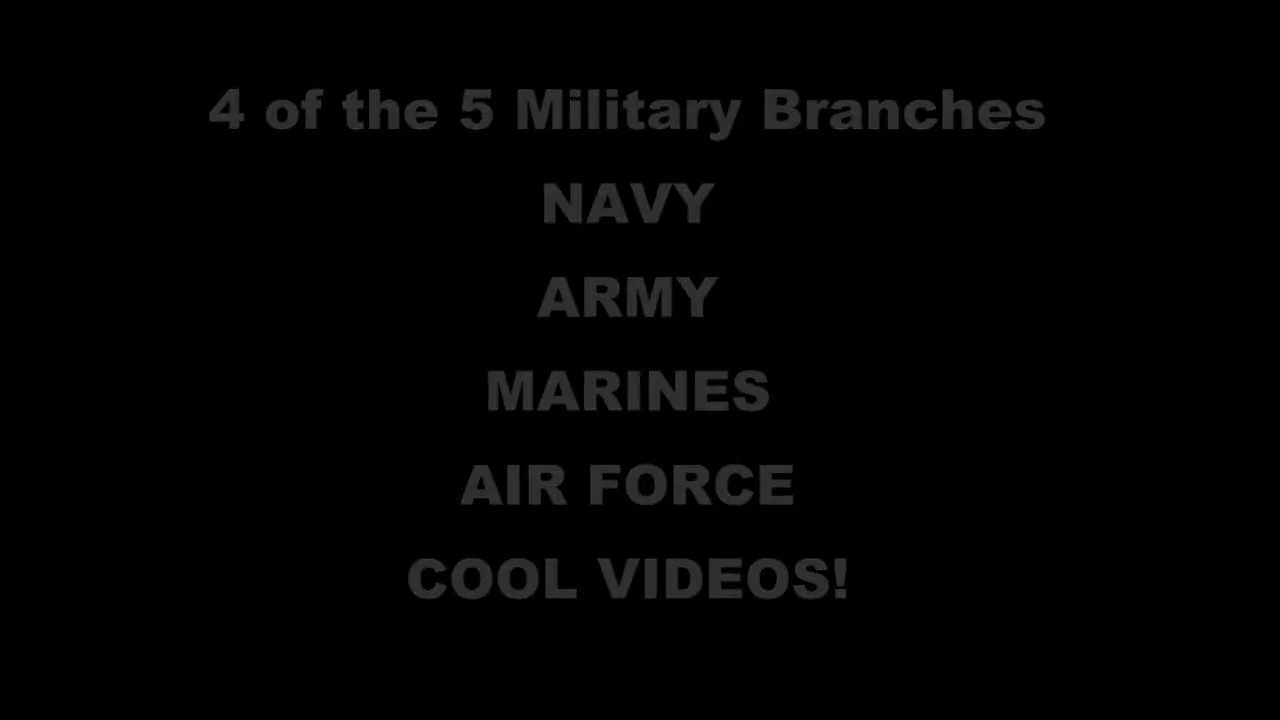 4 of the 5 Military Branches
NAVY
ARMY
MARINES
AIR FORCE
COOL VIDEOS!